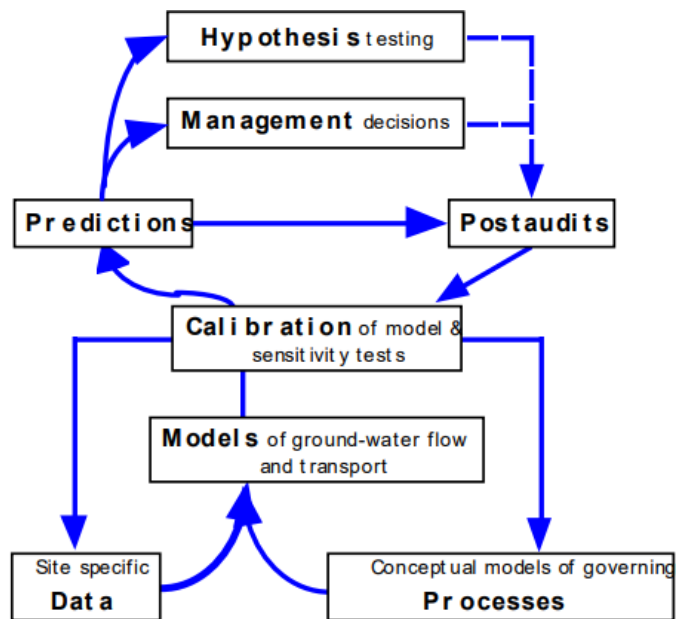 Hypothesis testing
Management decisions
Predictions
Postaudits
Calibration of model &
sensitivity tests
Models of ground-water flow
and transport
Site specific
Data
Conceptual models of governing
Processes